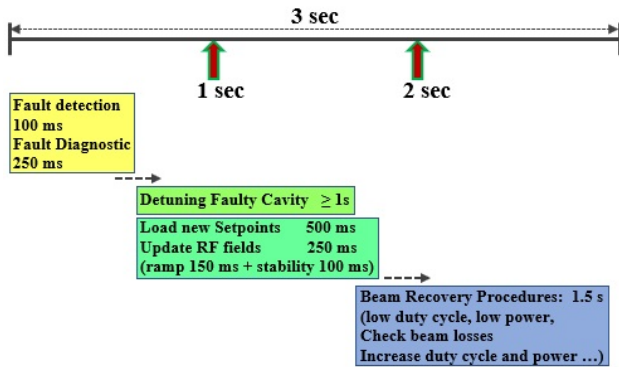 3 sec
1 sec
2 sec
Fault detection
100 ms
Fault Diagnostic
250 ms
Detuning Faulty Cavity ≥ 1s
Load new Setpoints 500 ms
Update RF fields 250 ms
(ramp 150 ms + stability 100 ms)
Beam Recovery Procedures: 1.5 s
(low duty cycle, low power,
Check beam losses
Increase duty cycle and power ...)